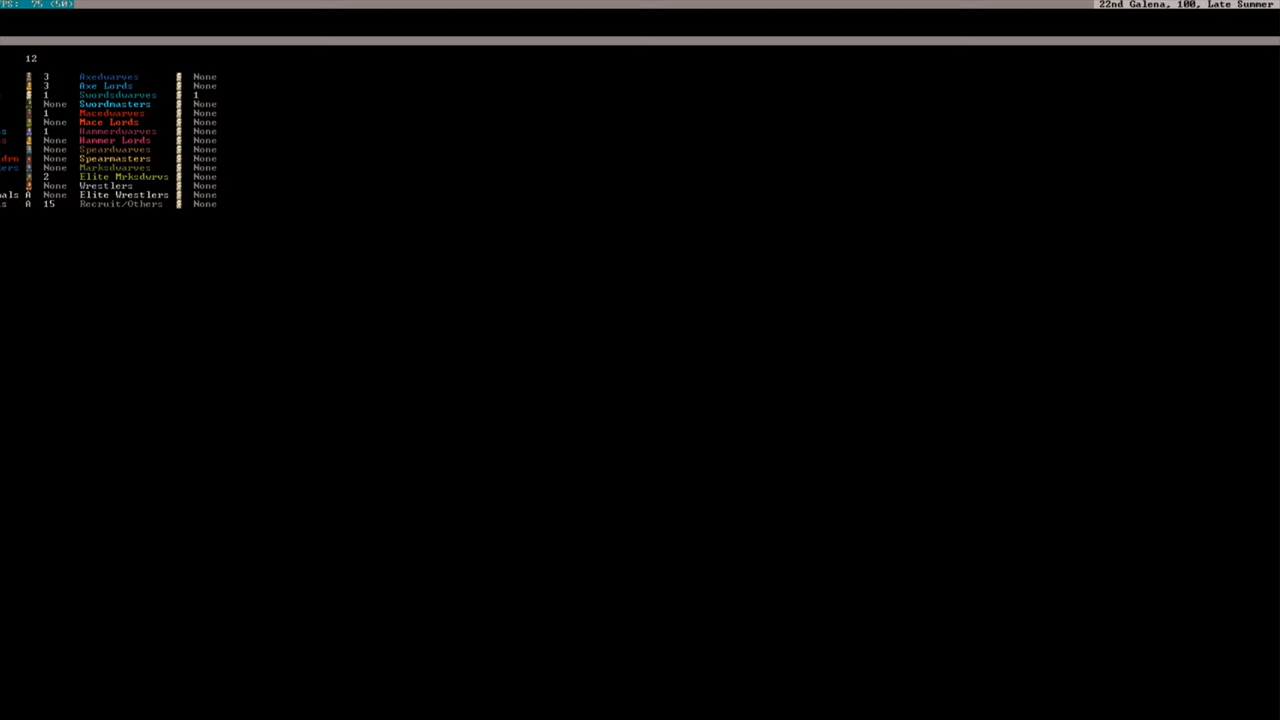 PS: 75 (50) 22nd Galena, 100, Late Summer
12
3 Axedwarves None
3 Axe Lords None
1 Swordsdwarves 1
None Swordmasters None
1 Macedwarves None
None Mace Lords None
s 1 Hammerdwarves None
s None Hammer Lords None
None Speardwarves None
ldrn None Spearmasters None
ers None Marksdwarves None
2 Elite Mrksdwrvs None
None Wrestlers None
als A None Elite Wrestlers None
s A 15 Recruit/Others None